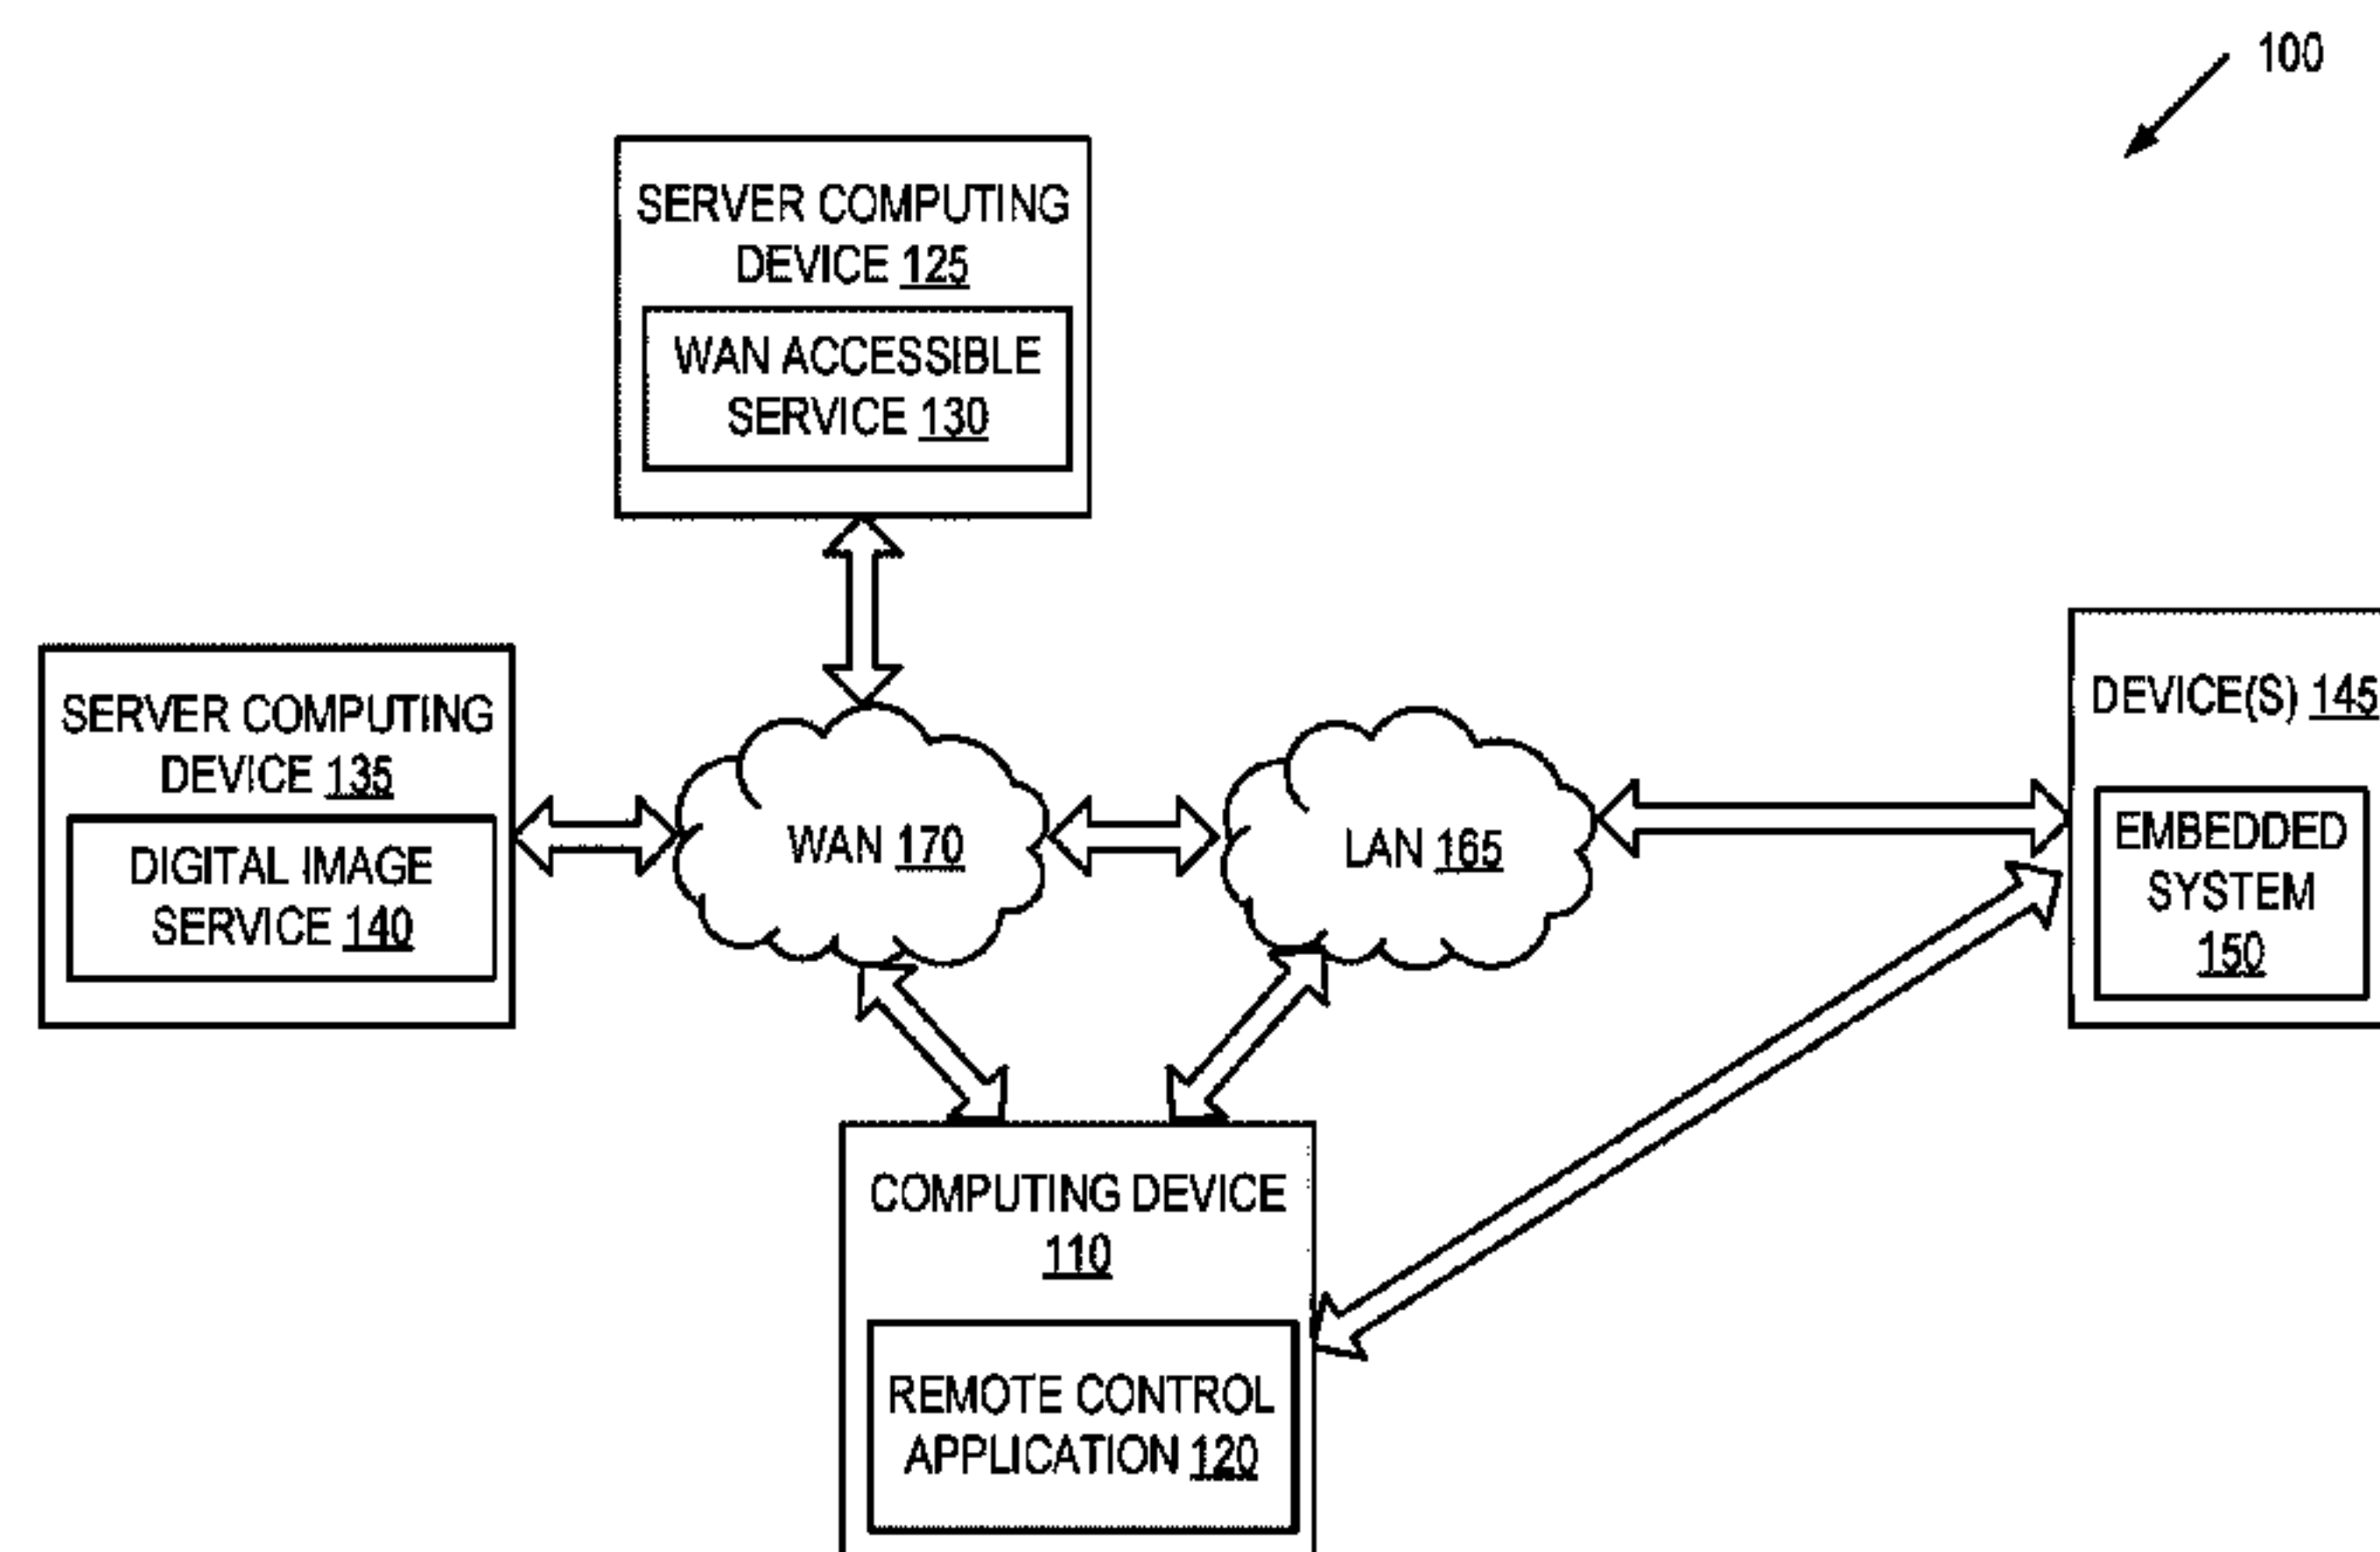 100
SERVER COMPUTING
DEVICE 125
WAN ACCESSIBLE
SERVICE 130
SERVER COMPUTING
DEVICE 135
DIGITAL IMAGE
SERVICE 140
WAN 170
LAN 165
DEVICE(S) 145
EMBEDDED
SYSTEM
150
COMPUTING DEVICE
110
REMOTE CONTROL
APPLICATION 120